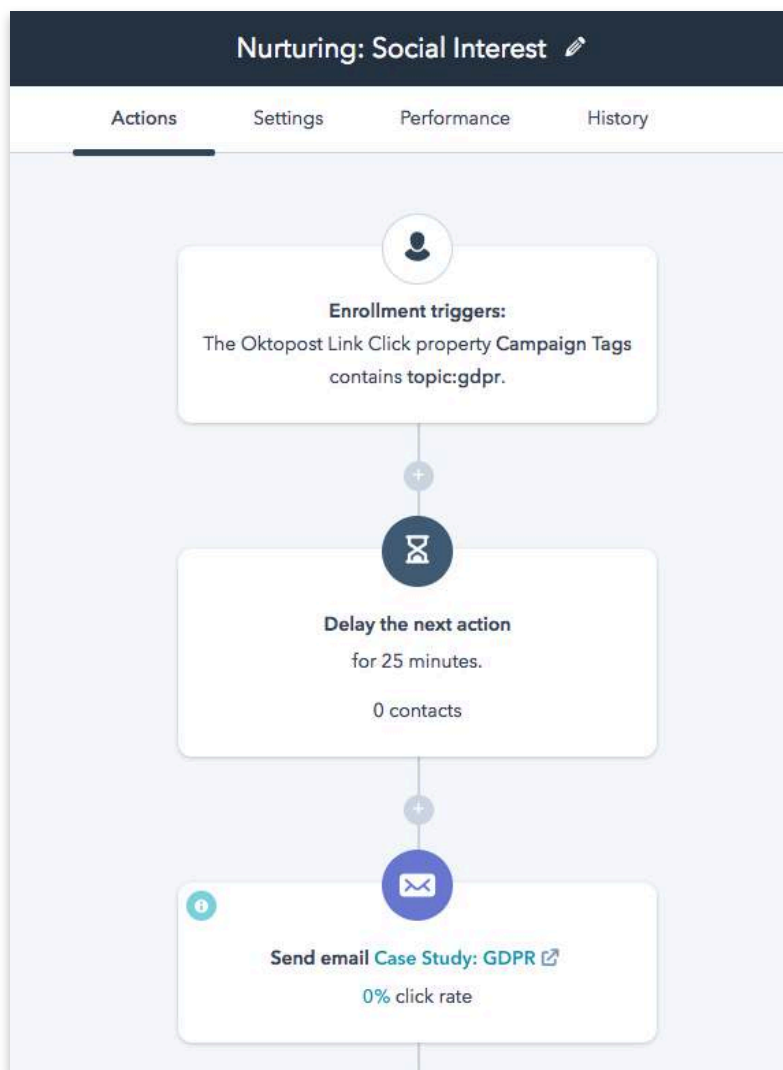 Nurturing: Social Interest
Actions Settings Performance History
Enrollment triggers:
The Oktopost Link Click property Campaign Tags
contains topic:gdpr.
Delay the next action
for 25 minutes.
0 contacts
Send email Case Study: GDPR
0% click rate